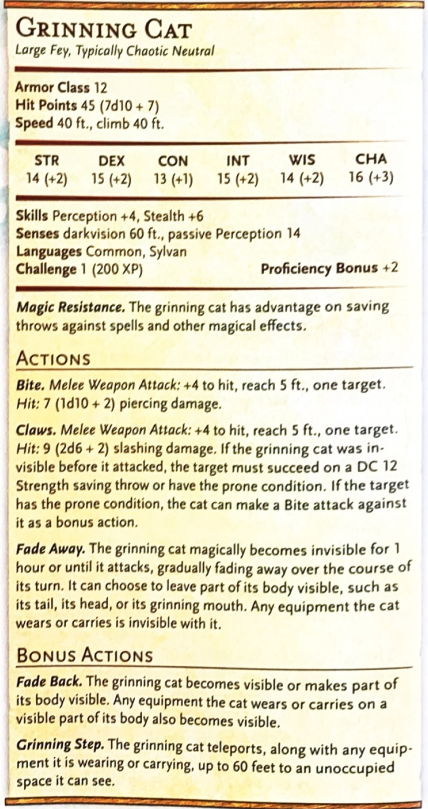 GRINNING CAT
Large Fey, Typically Chaotic Neutral
Armor Class 12
Hit Points 45 (7d10 + 7)
Speed 40 ft., climb 40 ft.
STR DEX CON INT WIS CHA
14 (+2) 15 (+2) 13 (+1) 15 (+2) 14 (+2) 16 (+3)
Skills Perception +4, Stealth +6
Senses darkvision 60 ft., passive Perception 14
Languages Common, Sylvan
Challenge 1 (200 XP) Proficiency Bonus +2
Magic Resistance. The grinning cat has advantage on saving
throws against spells and other magical effects.
ACTIONS
Bite. Melee Weapon Attack: +4 to hit, reach 5 ft., one target.
Hit: 7 (1d10 + 2) piercing damage.
Claws. Melee Weapon Attack: +4 to hit, reach 5 ft., one target.
Hit: 9 (2d6 + 2) slashing damage. If the grinning cat was in-
visible before it attacked, the target must succeed on a DC 12
Strength saving throw or have the prone condition. If the target
has the prone condition, the cat can make a Bite attack against
it as a bonus action.
Fade Away. The grinning cat magically becomes invisible for 1
hour or until it attacks, gradually fading away over the course of
its turn. It can choose to leave part of its body visible, such as
its tail, its head, or its grinning mouth. Any equipment the cat
wears or carries is invisible with it.
BONUS ACTIONS
Fade Back. The grinning cat becomes visible or makes part of
its body visible. Any equipment the cat wears or carries on a
visible part of its body also becomes visible.
Grinning Step. The grinning cat teleports, along with any equip-
ment it is wearing or carrying, up to 60 feet to an unoccupied
space it can see.